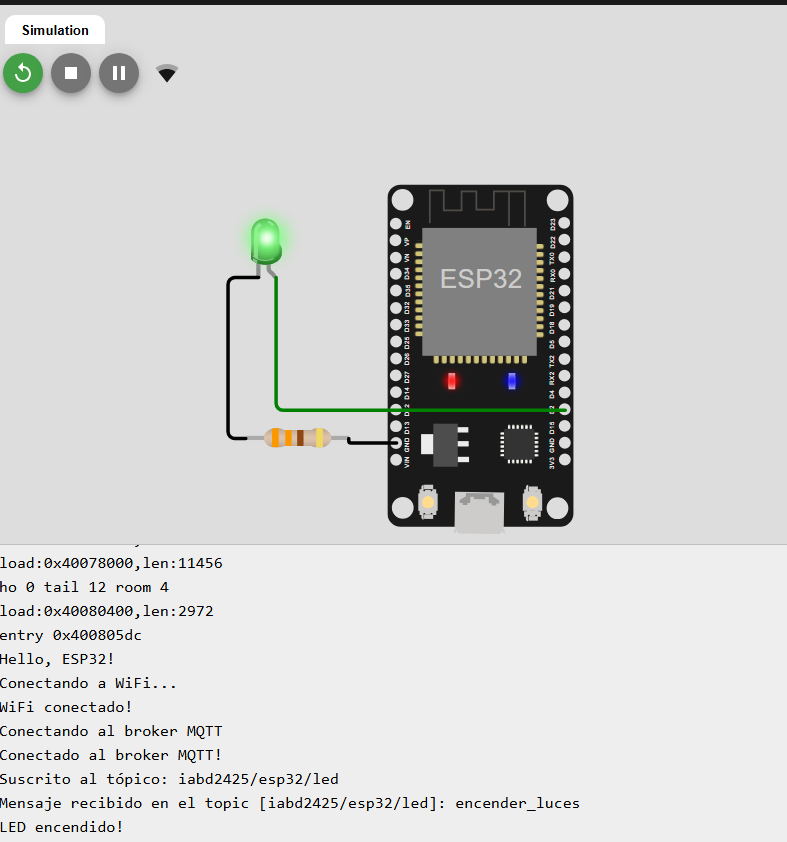 Simulation
EN
VP
VN
D34
D35
D32
D33
D25
D26
D27
D14
D12
D13
GND
VIN
ESP32
D23
D22
TX0
RX0
D21
D19
D18
D5
TX2
RX2
D4
D15
GND
3V3
load:0x40078000,len:11456
ho 0 tail 12 room 4
load:0x40080400,len:2972
entry 0x400805dc
Hello, ESP32!
Conectando a WiFi...
WiFi conectado!
Conectando al broker MQTT
Conectado al broker MQTT!
Suscrito al tópico: iabd2425/esp32/led
Mensaje recibido en el topic [iabd2425/esp32/led]: encender_luces
LED encendido!